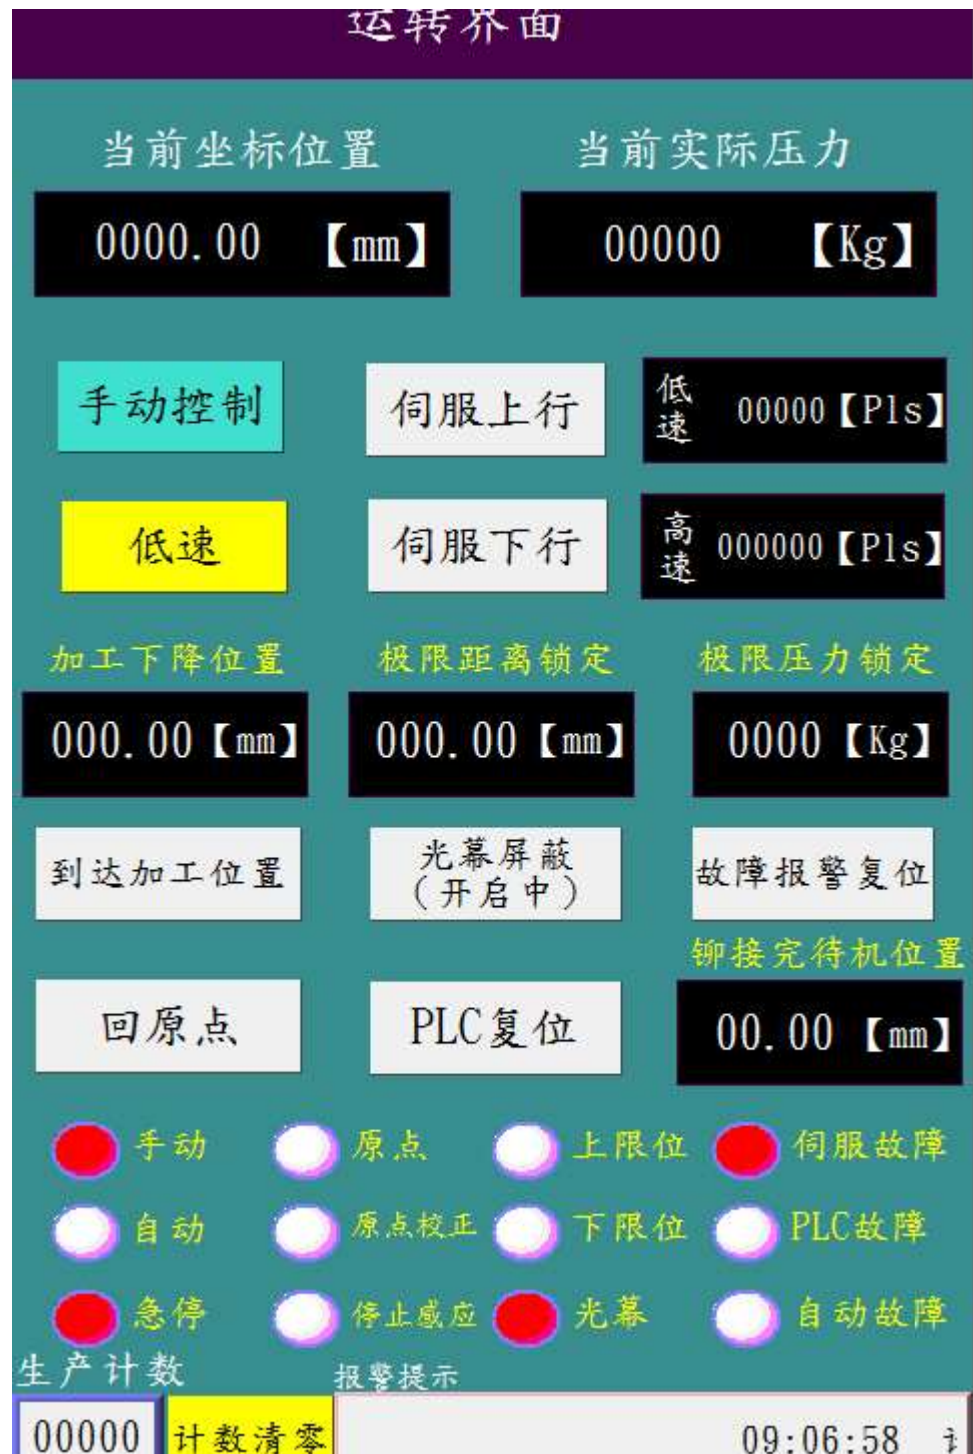 运转界面
当前坐标位置 当前实际压力
0000.00 【mm】 00000 【Kg】
手动控制 伺服上行 低速 00000【Pls】
低速 伺服下行 高速 000000【Pls】
加工下降位置 极限距离锁定 极限压力锁定
000.00【mm】 000.00【mm】 0000【Kg】
到达加工位置 光幕屏蔽 故障报警复位
(开启中)
铆接完待机位置
回原点 PLC复位 00.00 【mm】
手动 原点 上限位 伺服故障
自动 原点校正 下限位 PLC故障
急停 停止感应 光幕 自动故障
生产计数 报警提示
00000 计数清零 09:06:58